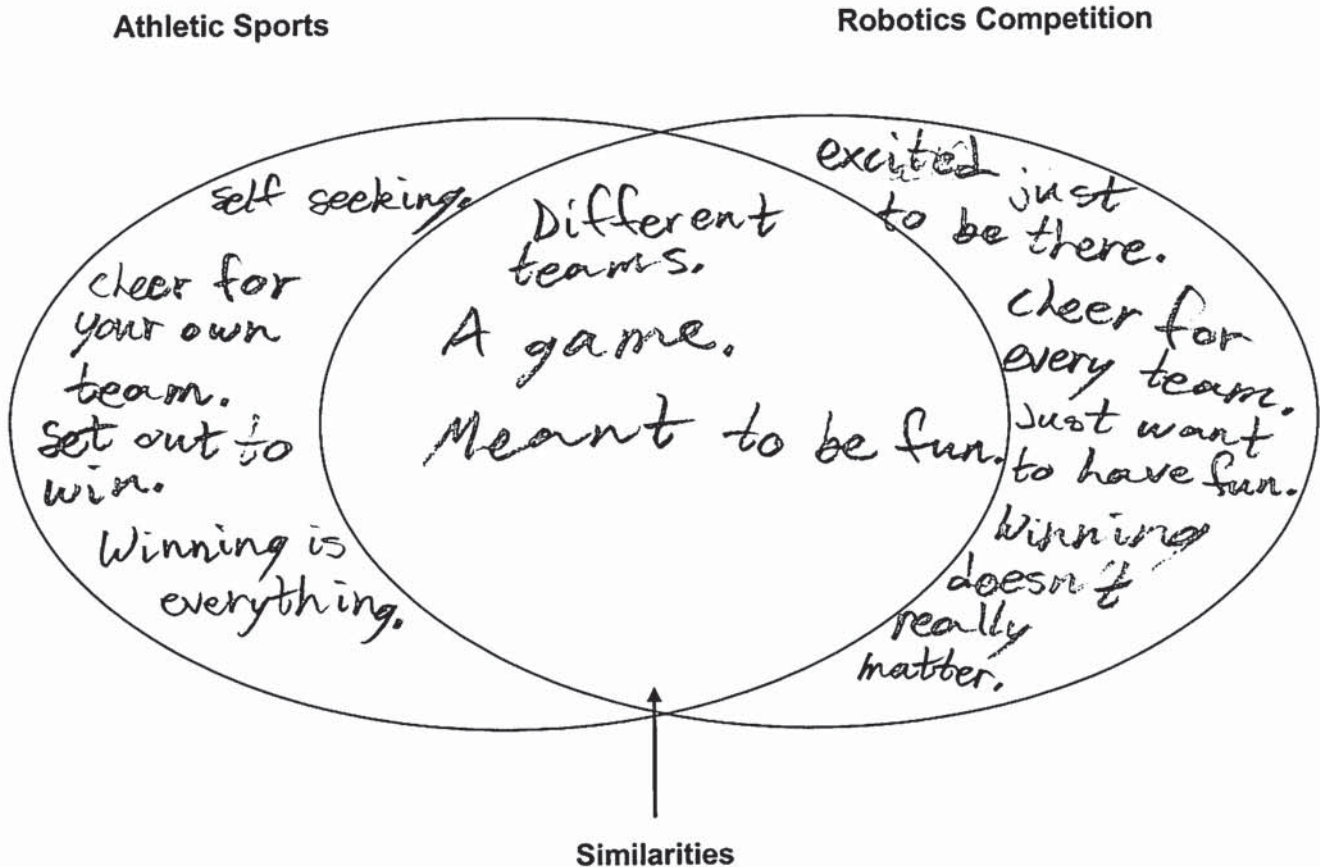 Athletic Sports
Robotics Competition
self seeking.
cheer for
your own
team.
set out to
win.
Winning is
everything.
Different
teams.
A game.
Meant to be fun.
excited just
to be there.
cheer for
every team.
just want
to have fun.
Winning
doesn't
really
matter.
Similarities